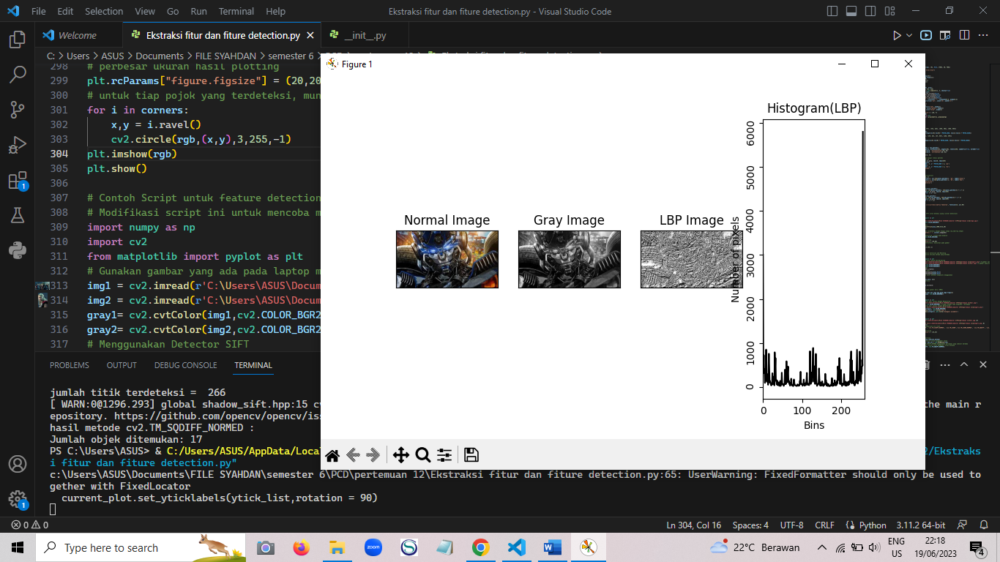 File Edit Selection View Go Run Terminal Help
Ekstraksi fitur dan fiture detection.py - Visual Studio Code
Welcome
Ekstraksi fitur dan fiture detection.py
__init__.py
C: > Users > ASUS > Documents > FILE SYAHDAN > semester 6
298 # perbesar ukuran hasil plotting
299 plt.rcParams["figure.figsize"] = (20,20
300 # untuk tiap pojok yang terdeteksi, mun
301 for i in corners:
302 x,y = i.ravel()
303 cv2.circle(rgb,(x,y),3,255,-1)
304 plt.imshow(rgb)
305 plt.show()
306
307 # Contoh Script untuk feature detection
308 # Modifikasi script ini untuk mencoba m
309 import numpy as np
310 import cv2
311 from matplotlib import pyplot as plt
312 # Gunakan gambar yang ada pada laptop m
313 img1 = cv2.imread(r'C:\Users\ASUS\Docum
314 img2 = cv2.imread(r'C:\Users\ASUS\Docum
315 gray1= cv2.cvtColor(img1,cv2.COLOR_BGR2
316 gray2= cv2.cvtColor(img2,cv2.COLOR_BGR2
317 # Menggunakan Detector SIFT
Figure 1
Normal Image
Gray Image
LBP Image
Histogram(LBP)
Number of pixels
6000
5000
4000
3000
2000
1000
0
0 100 200
Bins
PROBLEMS OUTPUT DEBUG CONSOLE TERMINAL
jumlah titik terdeteksi =  266
[ WARN:0@1296.293] global shadow_sift.hpp:15 cv the main r
epository. https://github.com/opencv/opencv/iss
hasil metode cv2.TM_SQDIFF_NORMED :
Jumlah objek ditemukan: 17
PS C:\Users\ASUS> & C:/Users/ASUS/AppData/Loca 2/Ekstraks
i fitur dan fiture detection.py"
c:\Users\ASUS\Documents\FILE SYAHDAN\semester 6\PCD\pertemuan 12\Ekstraksi fitur dan fiture detection.py:65: UserWarning: FixedFormatter should only be used to
gether with FixedLocator
current_plot.set_yticklabels(ytick_list,rotation = 90)
0 0
Ln 304, Col 16 Spaces: 4 UTF-8 CRLF Python 3.11.2 64-bit
Type here to search
zoom
22°C Berawan
ENG
US
22:18
19/06/2023
4